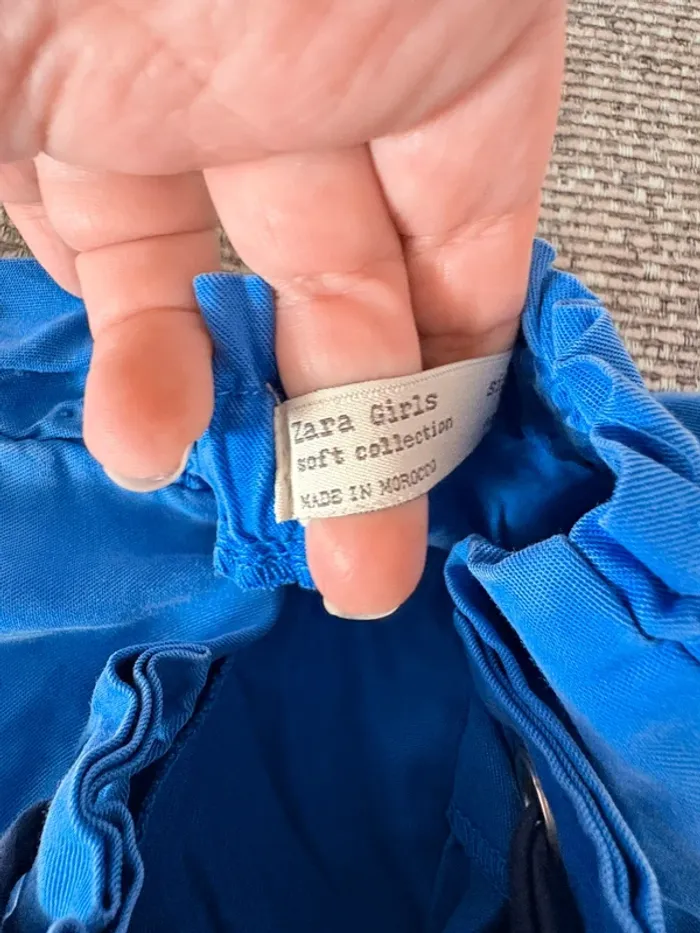 Zara Girls
soft collection
MADE IN MOROCCO